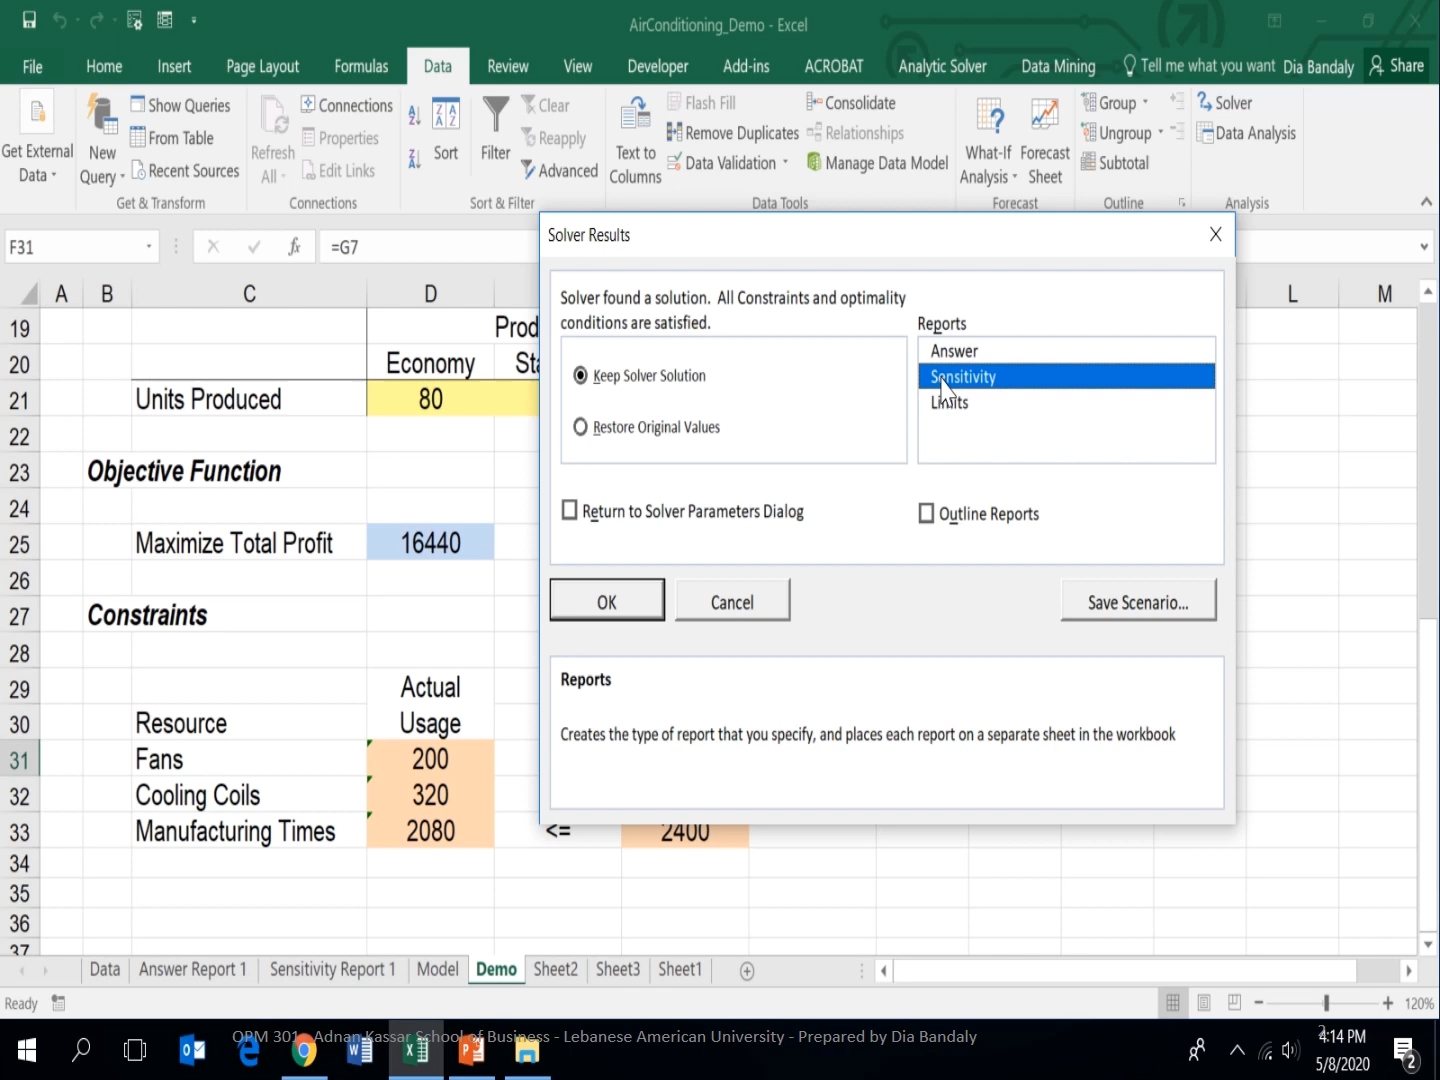 AirConditioning_Demo - Excel
File Home Insert Page Layout Formulas Data Review View Developer Add-ins ACROBAT Analytic Solver Data Mining Tell me what you want Dia Bandaly Share
Get External
Data
New
Query
Show Queries
From Table
Recent Sources
Get & Transform
Refresh
All
Connections
Properties
Edit Links
Connections
Sort
Filter
Clear
Reapply
Advanced
Sort & Filter
Text to
Columns
Flash Fill
Remove Duplicates
Data Validation
Consolidate
Relationships
Manage Data Model
Data Tools
What-If
Analysis
Forecast
Sheet
Forecast
Group
Ungroup
Subtotal
Outline
Solver
Data Analysis
Analysis
F31 fx =G7
A B C D L M
19 Prod
20 Economy Sta
21 Units Produced 80
22
23 Objective Function
24
25 Maximize Total Profit 16440
26
27 Constraints
28
29 Actual
30 Resource Usage
31 Fans 200
32 Cooling Coils 320
33 Manufacturing Times 2080 <= 2400
34
35
36
37
Solver Results X
Solver found a solution. All Constraints and optimality
conditions are satisfied.
Keep Solver Solution
Restore Original Values
Reports
Answer
Sensitivity
Limits
Return to Solver Parameters Dialog
Outline Reports
OK Cancel Save Scenario...
Reports
Creates the type of report that you specify, and places each report on a separate sheet in the workbook
Data Answer Report 1 Sensitivity Report 1 Model Demo Sheet2 Sheet3 Sheet1
Ready 120%
OPM 301 - Adnan Kassar School of Business - Lebanese American University - Prepared by Dia Bandaly
2
4:14 PM
5/8/2020
2